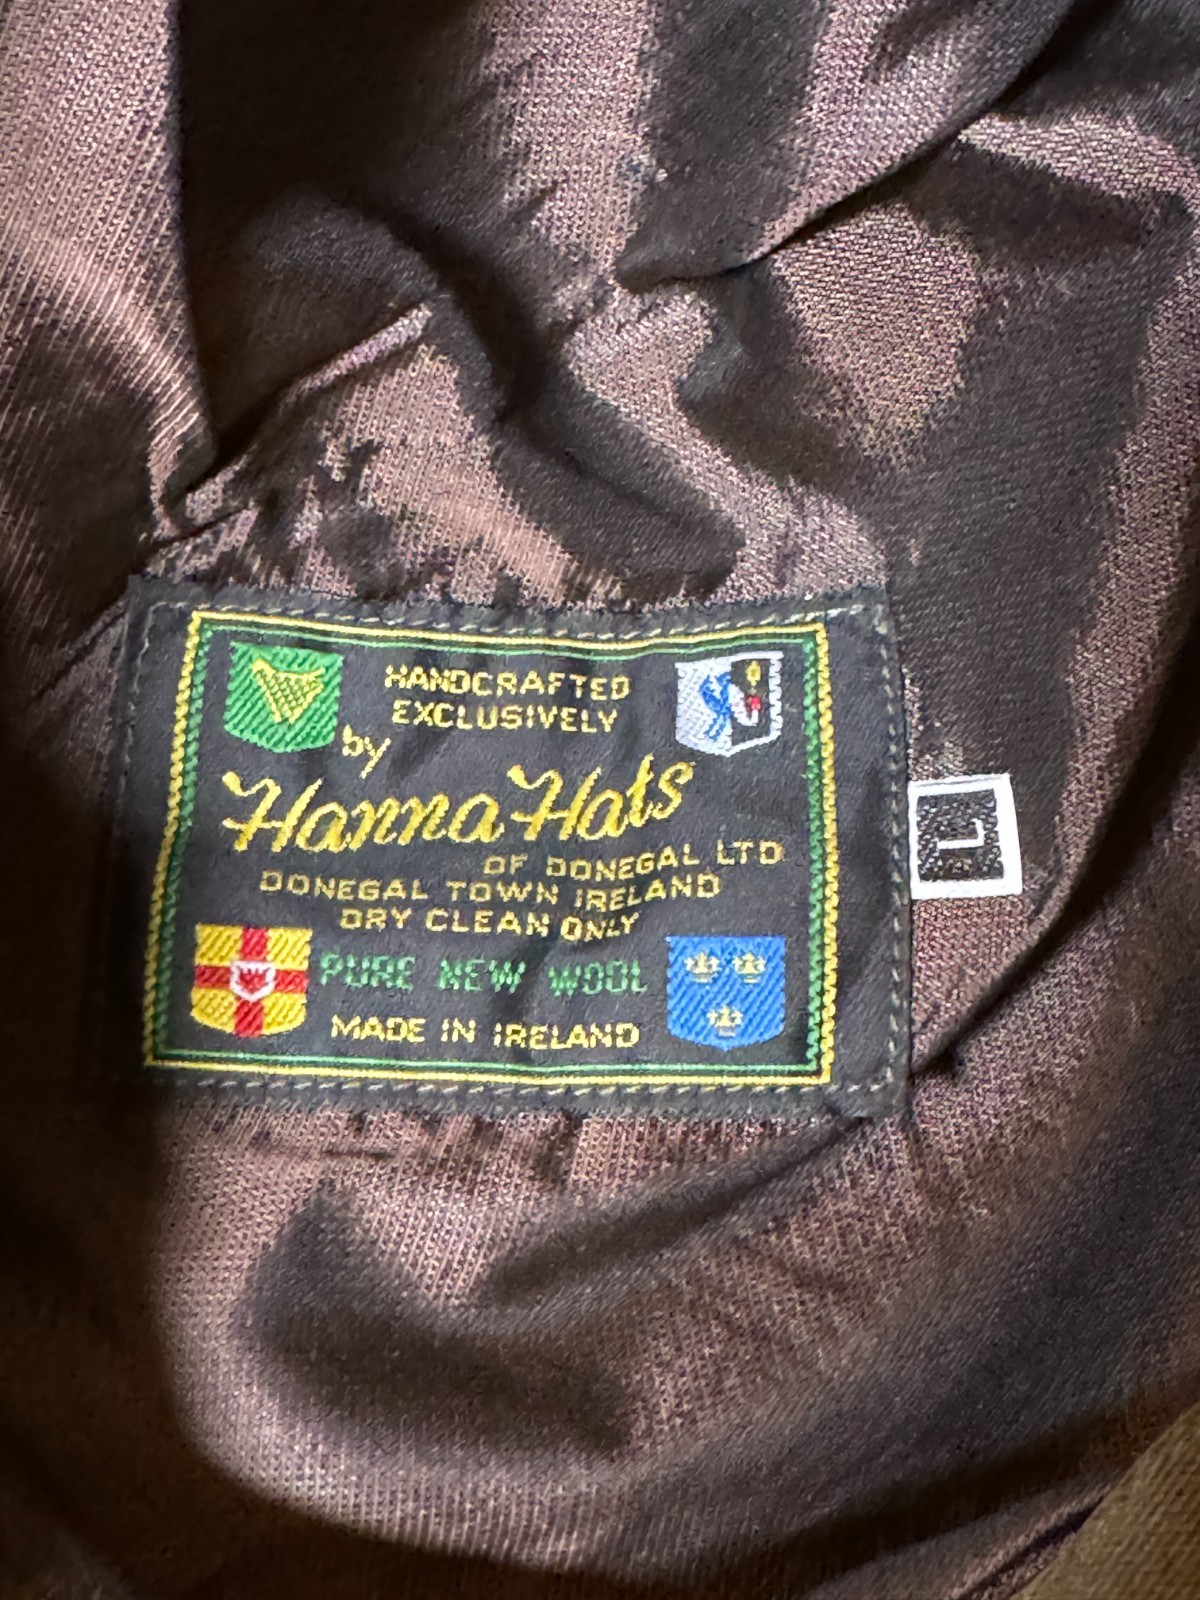 HANDCRAFTED
EXCLUSIVELY
by
Hanna Hats
OF DONEGAL LTD
DONEGAL TOWN IRELAND
DRY CLEAN ONLY
PURE NEW WOOL
MADE IN IRELAND
L